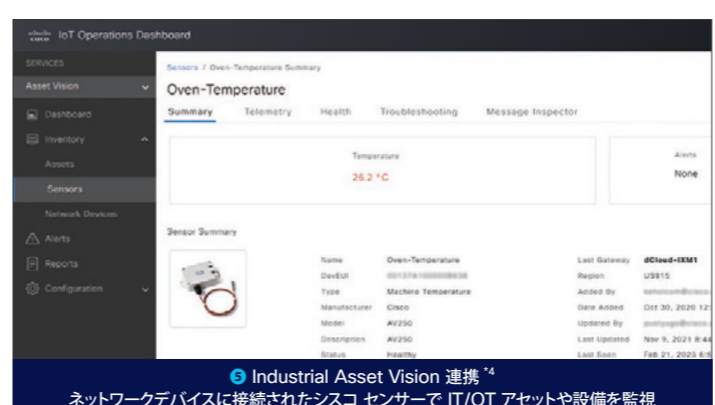 cisco IoT Operations Dashboard
SERVICES
Asset Vision
Dashboard
Inventory
Assets
Sensors
Network Devices
Alerts
Reports
Configuration
Sensors / Oven-Temperature Summary
Oven-Temperature
Summary Telemetry Health Troubleshooting Message Inspector
Temperature
26.2 °C
Alerts
None
Sensor Summary
Name Oven-Temperature
DevEUI
Type Machine Temperature
Manufacturer Cisco
Model AV250
Description AV250
Status Healthy
Last Gateway dCloud-IXM1
Region US915
Added By
Date Added Oct 30, 2020 12:
Updated By
Last Updated Nov 9, 2021 8:44
Last Seen Feb 21, 2023 6:5
❺ Industrial Asset Vision 連携 *4
ネットワークデバイスに接続されたシスコ センサーで IT/OT アセットや設備を監視